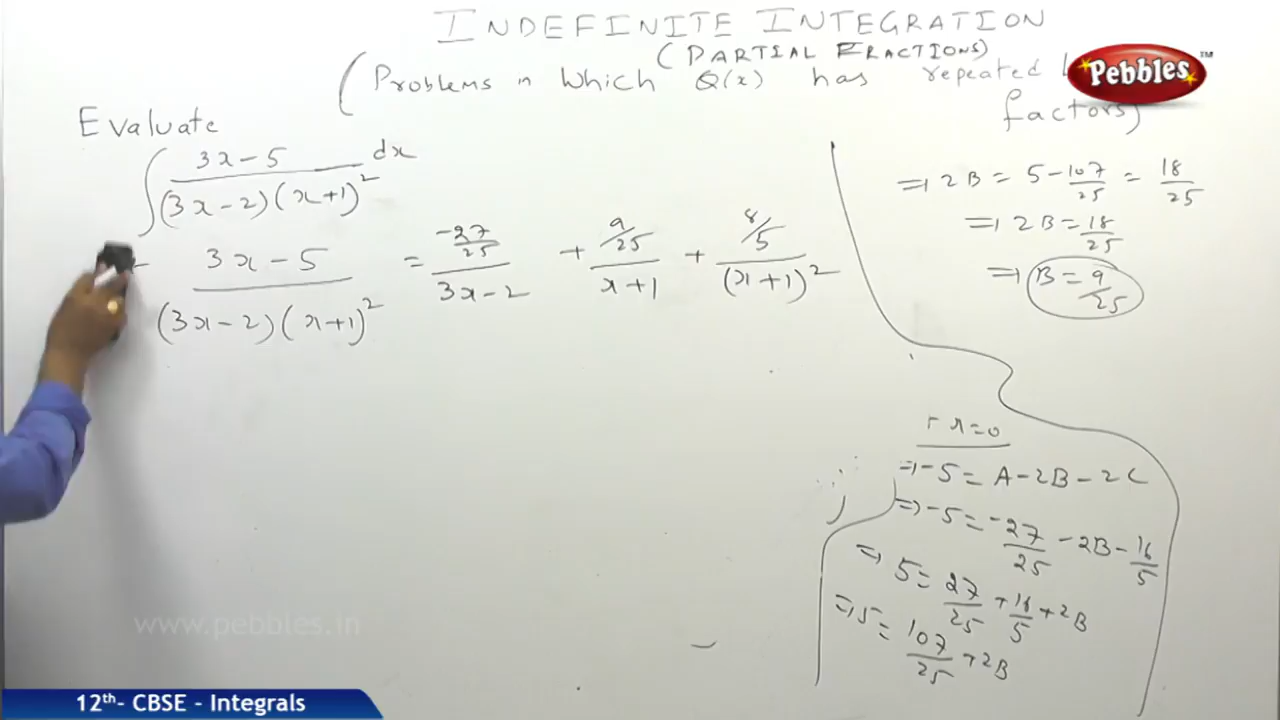 INDEFINITE INTEGRATION
(PARTIAL FRACTIONS)
(Problems in Which Q(x) has repeated
factors)
Pebbles™
Evaluate
∫ 3x-5 / (3x-2)(x+1)² dx
3x-5 / (3x-2)(x+1)² = -27/25 / 3x-2 + 9/25 / x+1 + 8/5 / (x+1)²
⇒ 2B = 5 - 107/25 = 18/25
⇒ 2B = 18/25
⇒ B = 9/25
x=0
⇒ -5 = A-2B-2C
⇒ -5 = -27/25 - 2B - 16/5
⇒ 5 = 27/25 + 16/5 + 2B
⇒ 5 = 107/25 + 2B
www.pebbles.in
12th- CBSE - Integrals